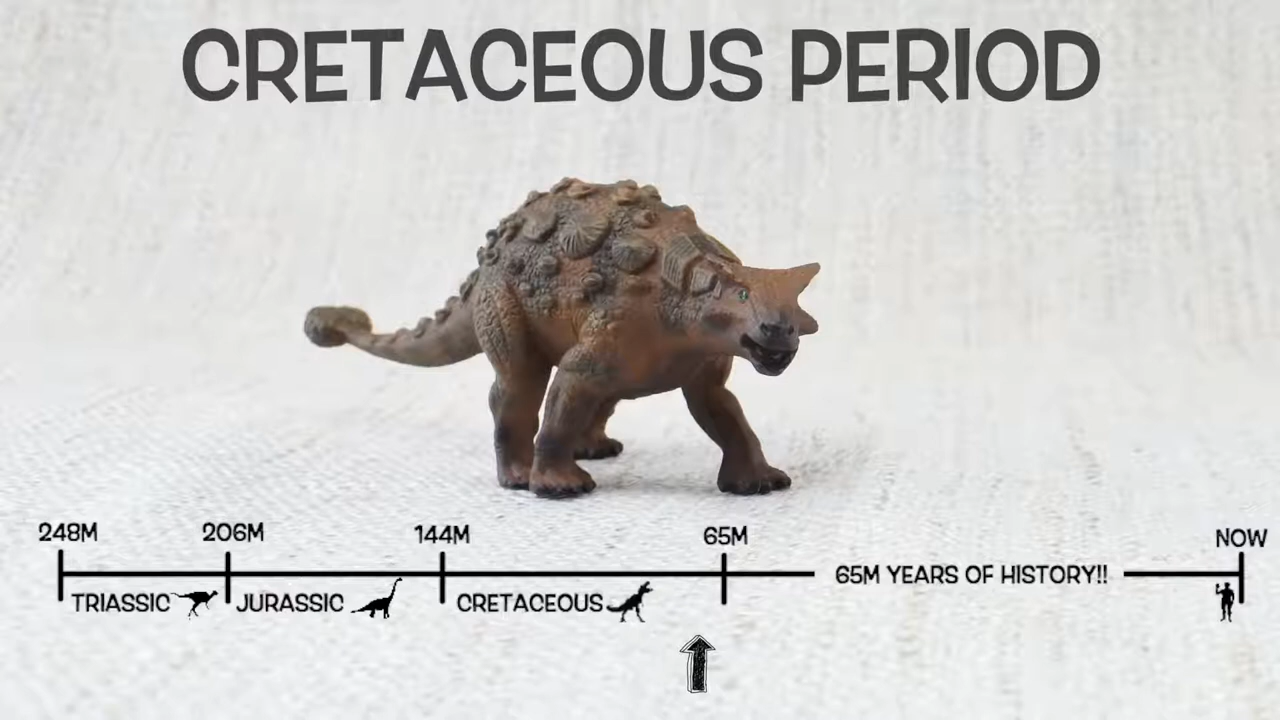 CRETACEOUS PERIOD
248M 206M 144M 65M NOW
65M YEARS OF HISTORY!!
TRIASSIC JURASSIC CRETACEOUS